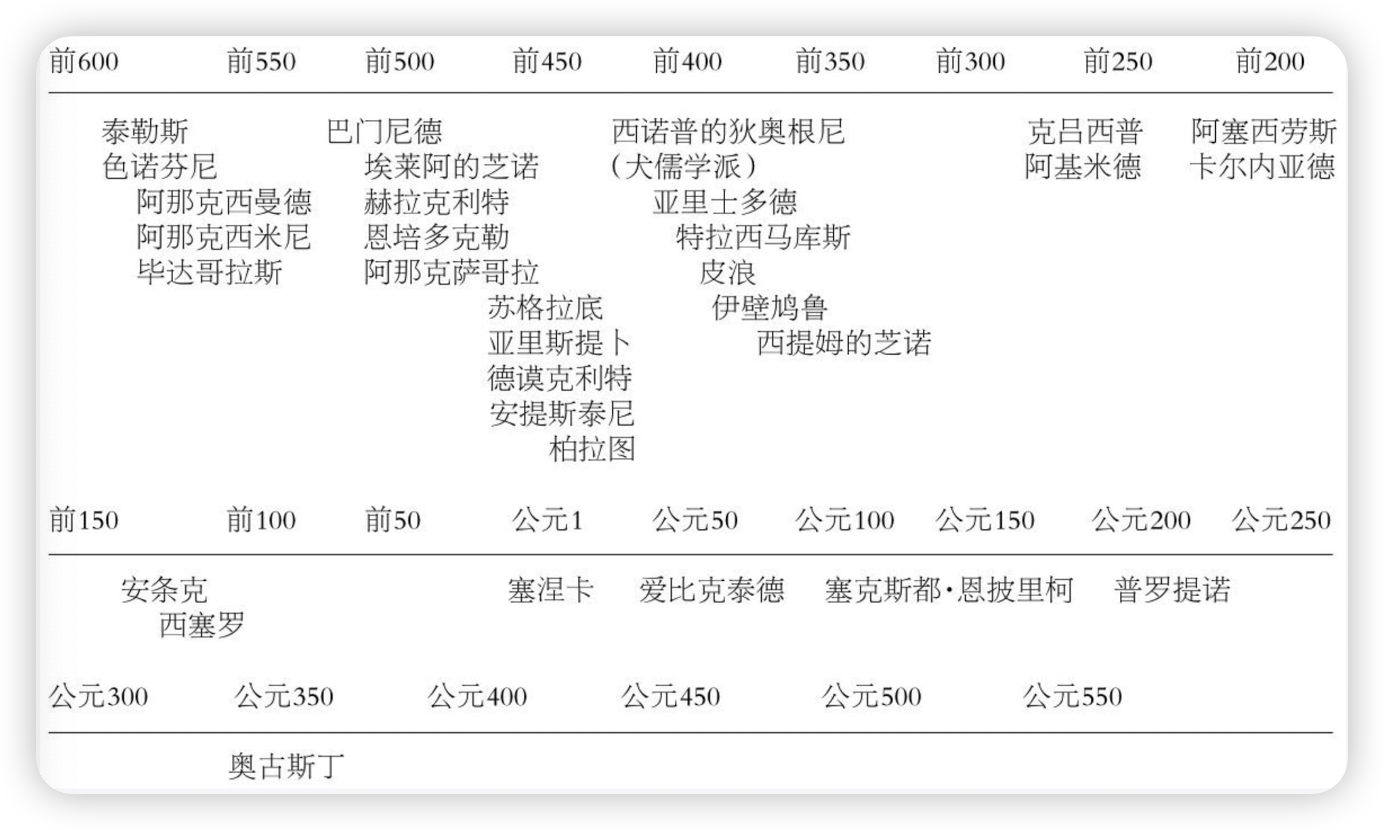 前600 前550 前500 前450 前400 前350 前300 前250 前200
泰勒斯 巴门尼德 西诺普的狄奥根尼 克吕西普 阿塞西劳斯
色诺芬尼 埃莱阿的芝诺 （犬儒学派） 阿基米德 卡尔内亚德
阿那克西曼德 赫拉克利特 亚里士多德
阿那克西米尼 恩培多克勒 特拉西马库斯
毕达哥拉斯 阿那克萨哥拉 皮浪
苏格拉底 伊壁鸠鲁
亚里斯提卜 西提姆的芝诺
德谟克利特
安提斯泰尼
柏拉图
前150 前100 前50 公元1 公元50 公元100 公元150 公元200 公元250
安条克 塞涅卡 爱比克泰德 塞克斯都·恩披里柯 普罗提诺
西塞罗
公元300 公元350 公元400 公元450 公元500 公元550
奥古斯丁